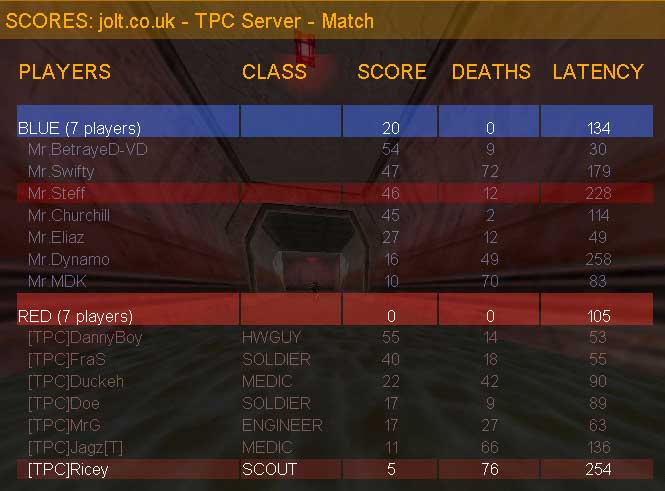 SCORES: jolt.co.uk - TPC Server - Match
PLAYERS CLASS SCORE DEATHS LATENCY
BLUE (7 players) 20 0 134
Mr.BetrayeD-VD 54 9 30
Mr.Swifty 47 72 179
Mr.Steff 46 12 228
Mr.Churchill 45 2 114
Mr.Eliaz 27 12 49
Mr.Dynamo 16 49 258
Mr.MDK 10 70 83
RED (7 players) 0 0 105
[TPC]DannyBoy HWGUY 55 14 53
[TPC]FraS SOLDIER 40 18 55
[TPC]Duckeh MEDIC 22 42 90
[TPC]Doe SOLDIER 17 9 89
[TPC]MrG ENGINEER 17 27 63
[TPC]Jagz[T] MEDIC 11 66 136
[TPC]Ricey SCOUT 5 76 254